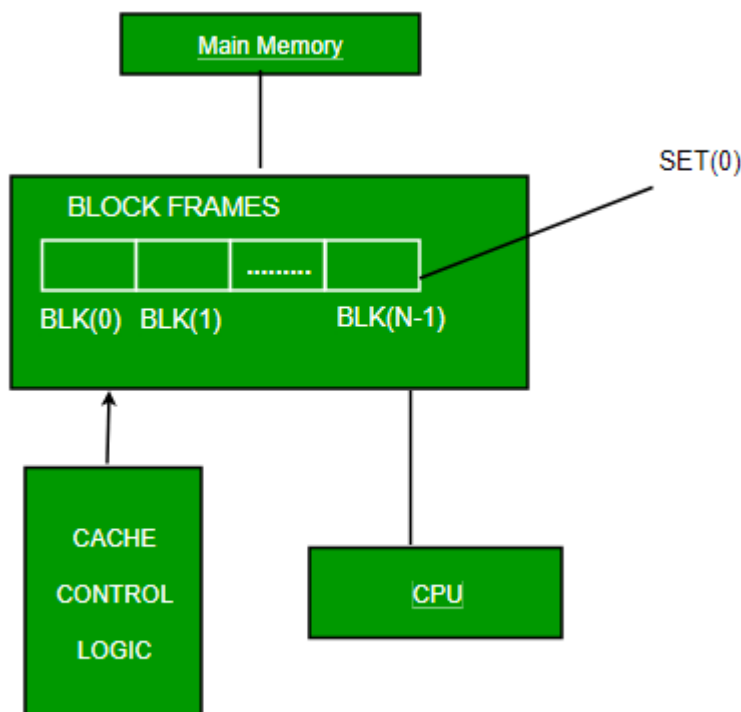 Main Memory
SET(0)
BLOCK FRAMES
.........
BLK(0) BLK(1) BLK(N-1)
CACHE
CONTROL
LOGIC
CPU